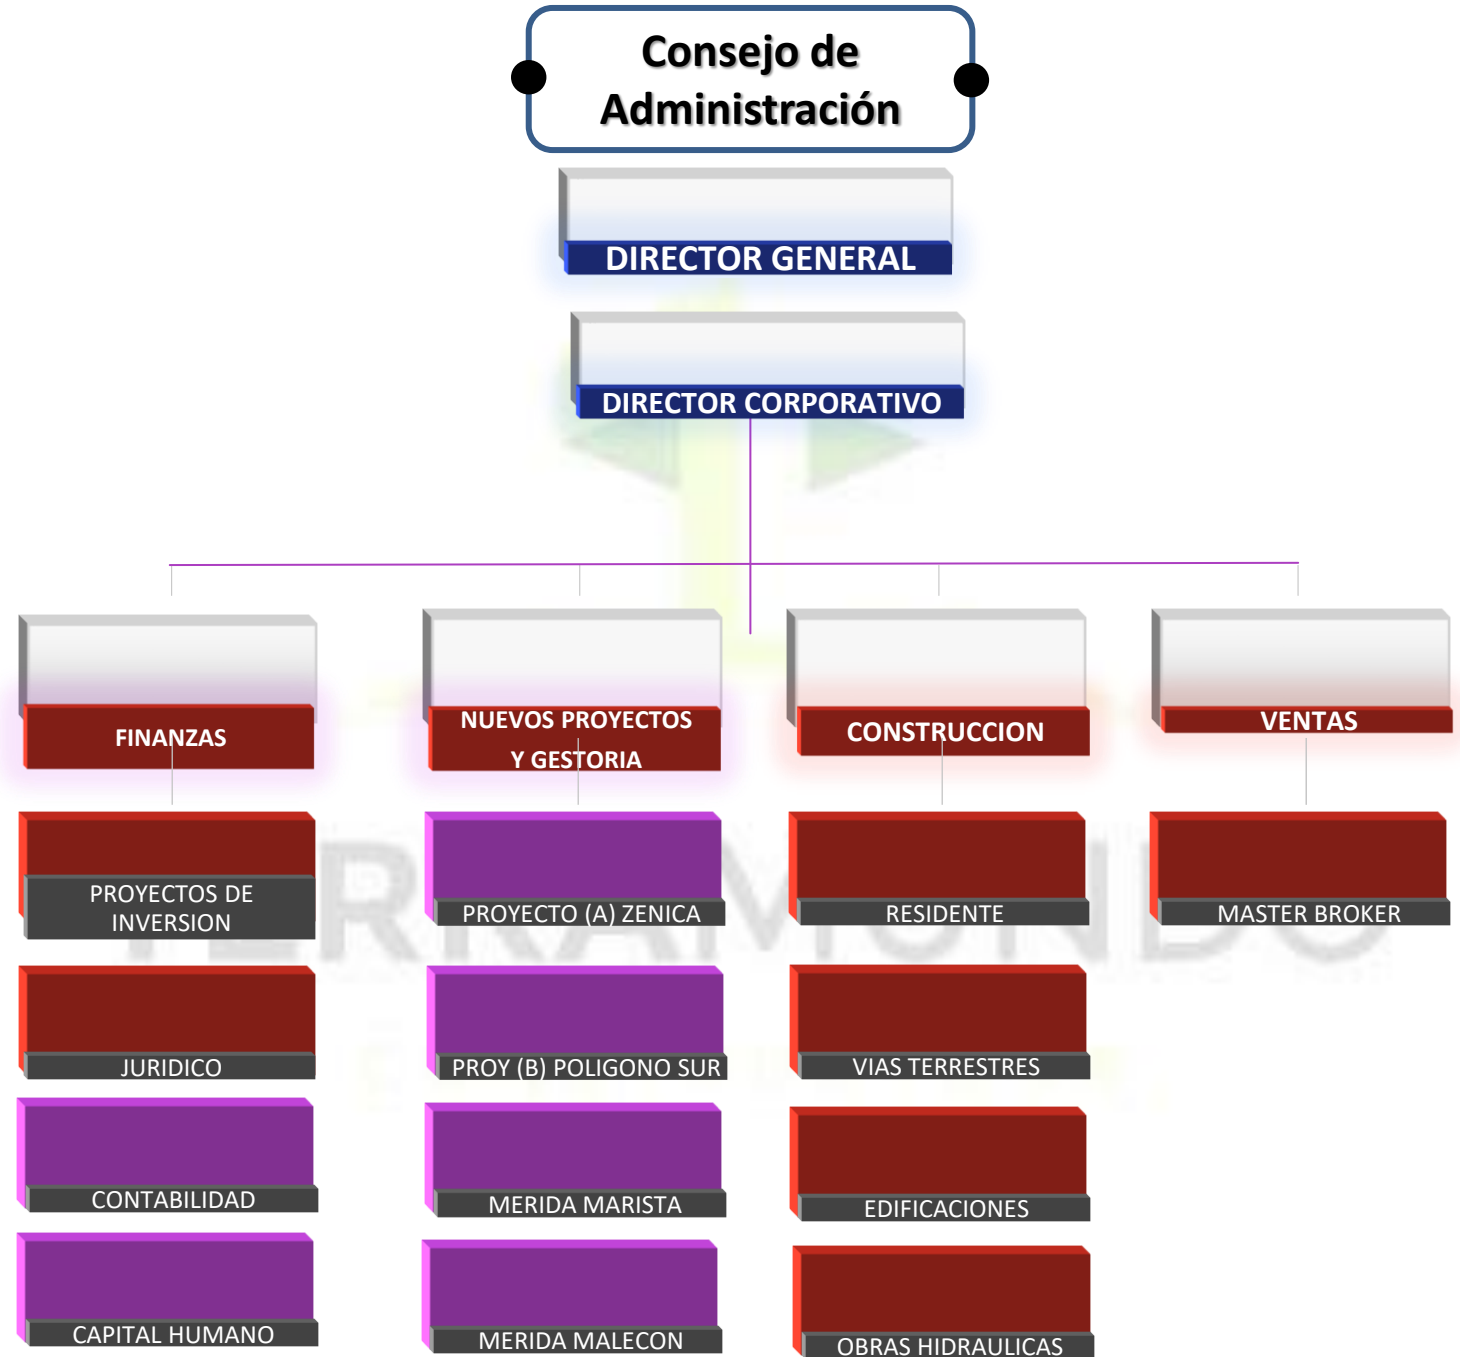 Consejo de
Administración
DIRECTOR GENERAL
DIRECTOR CORPORATIVO
FINANZAS
NUEVOS PROYECTOS
Y GESTORIA
CONSTRUCCION
VENTAS
PROYECTOS DE
INVERSION
PROYECTO (A) ZENICA
RESIDENTE
MASTER BROKER
TERRAMONDO
JURIDICO
PROY (B) POLIGONO SUR
VIAS TERRESTRES
CONTABILIDAD
MERIDA MARISTA
EDIFICACIONES
CAPITAL HUMANO
MERIDA MALECON
OBRAS HIDRAULICAS